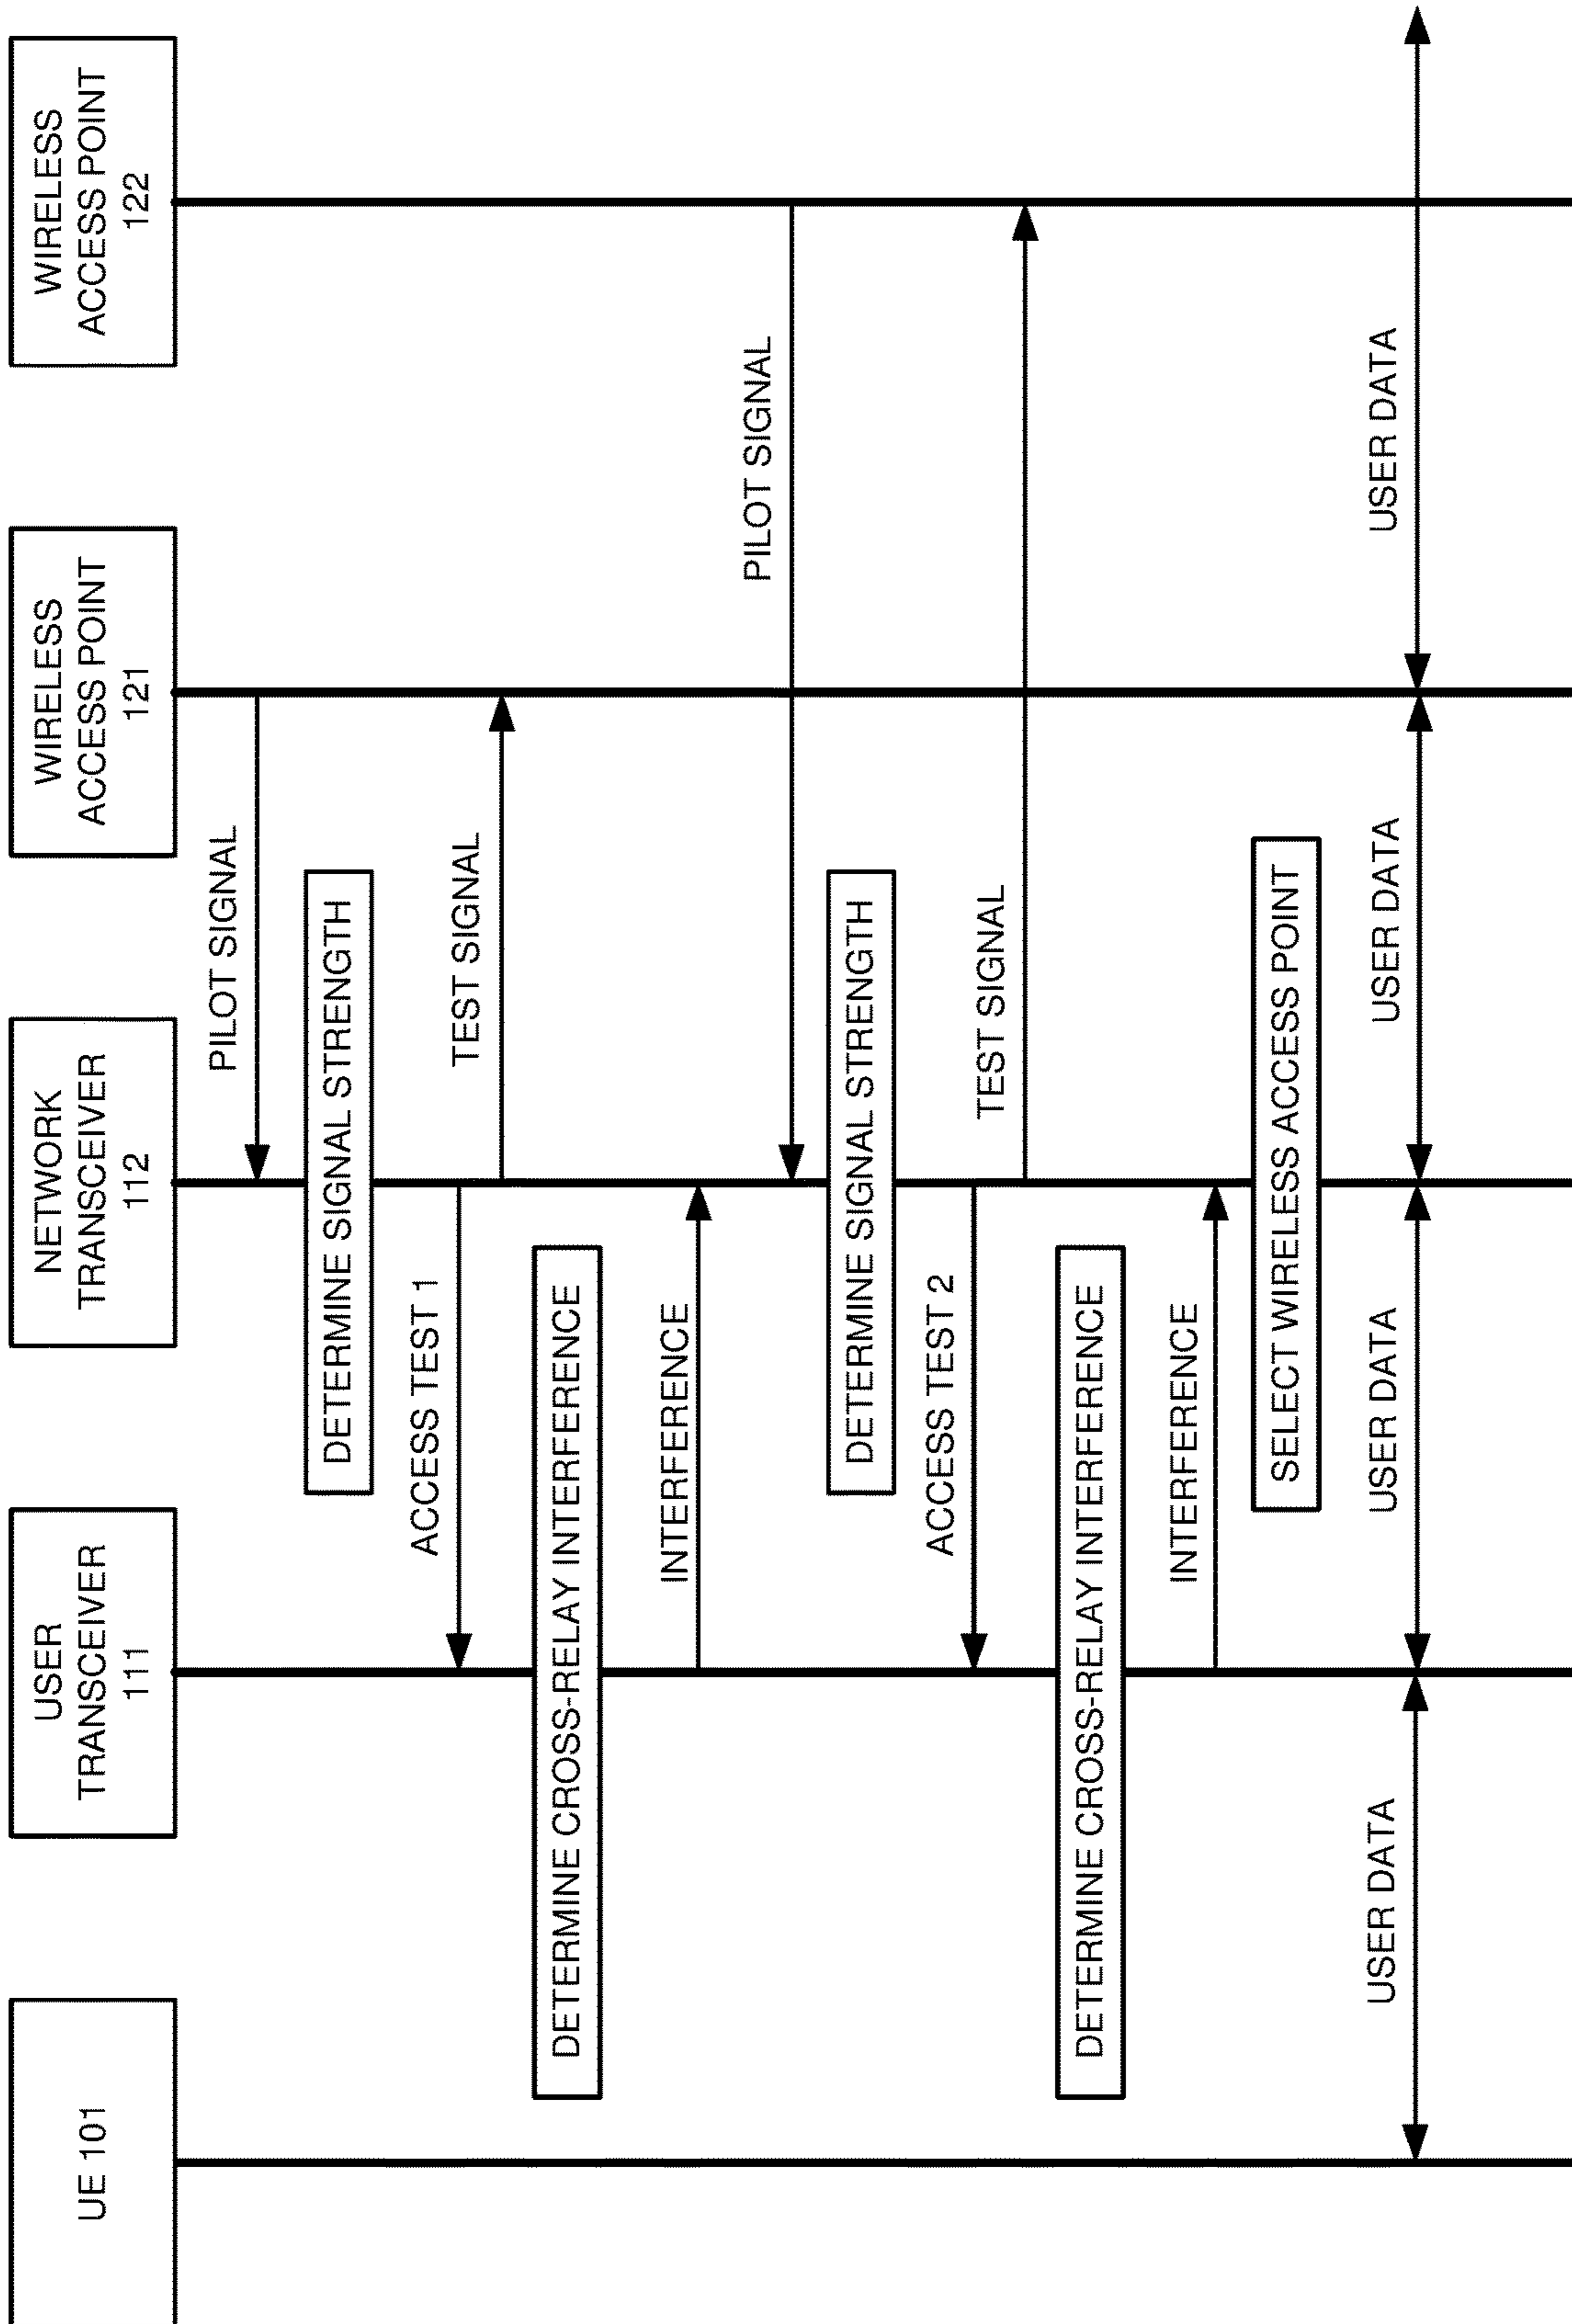 UE 101
USER
TRANSCEIVER
111
NETWORK
TRANSCEIVER
112
WIRELESS
ACCESS POINT
121
WIRELESS
ACCESS POINT
122
PILOT SIGNAL
DETERMINE SIGNAL STRENGTH
ACCESS TEST 1
TEST SIGNAL
DETERMINE CROSS-RELAY INTERFERENCE
INTERFERENCE
PILOT SIGNAL
DETERMINE SIGNAL STRENGTH
ACCESS TEST 2
TEST SIGNAL
DETERMINE CROSS-RELAY INTERFERENCE
INTERFERENCE
SELECT WIRELESS ACCESS POINT
USER DATA
USER DATA
USER DATA
USER DATA